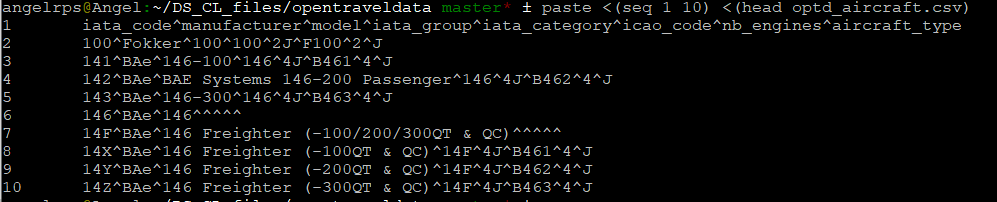 angelrps@Angel:~/DS_CL_files/opentraveldata master* ± paste <(seq 1 10) <(head optd_aircraft.csv)
1 iata_code^manufacturer^model^iata_group^iata_category^icao_code^nb_engines^aircraft_type
2 100^Fokker^100^100^2J^F100^2^J
3 141^BAe^146-100^146^4J^B461^4^J
4 142^BAe^BAE Systems 146-200 Passenger^146^4J^B462^4^J
5 143^BAe^146-300^146^4J^B463^4^J
6 146^BAe^146^^^^^
7 14F^BAe^146 Freighter (-100/200/300QT & QC)^^^^^
8 14X^BAe^146 Freighter (-100QT & QC)^14F^4J^B461^4^J
9 14Y^BAe^146 Freighter (-200QT & QC)^14F^4J^B462^4^J
10 14Z^BAe^146 Freighter (-300QT & QC)^14F^4J^B463^4^J